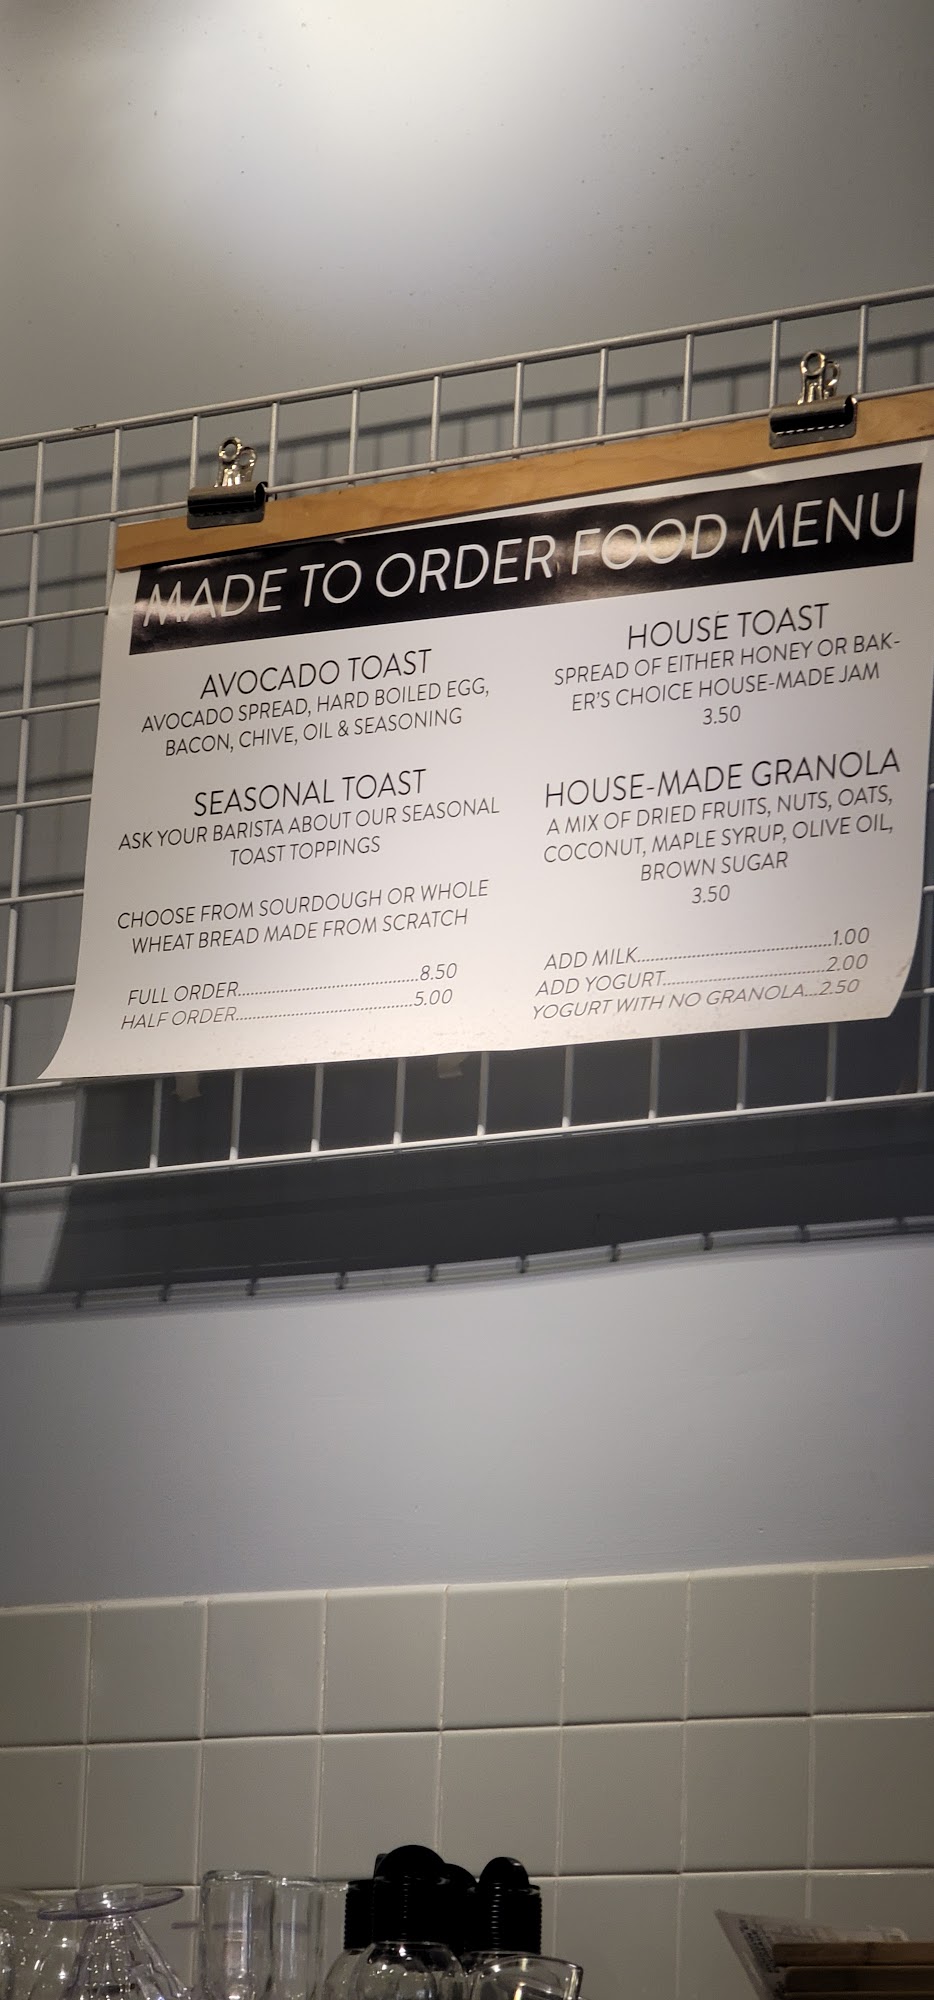 MADE TO ORDER FOOD MENU
AVOCADO TOAST
AVOCADO SPREAD, HARD BOILED EGG,
BACON, CHIVE, OIL & SEASONING
SEASONAL TOAST
ASK YOUR BARISTA ABOUT OUR SEASONAL
TOAST TOPPINGS
CHOOSE FROM SOURDOUGH OR WHOLE
WHEAT BREAD MADE FROM SCRATCH
FULL ORDER..............................8.50
HALF ORDER..............................5.00
HOUSE TOAST
SPREAD OF EITHER HONEY OR BAK-
ER'S CHOICE HOUSE-MADE JAM
3.50
HOUSE-MADE GRANOLA
A MIX OF DRIED FRUITS, NUTS, OATS,
COCONUT, MAPLE SYRUP, OLIVE OIL,
BROWN SUGAR
3.50
ADD MILK..............................1.00
ADD YOGURT.........................2.00
YOGURT WITH NO GRANOLA...2.50